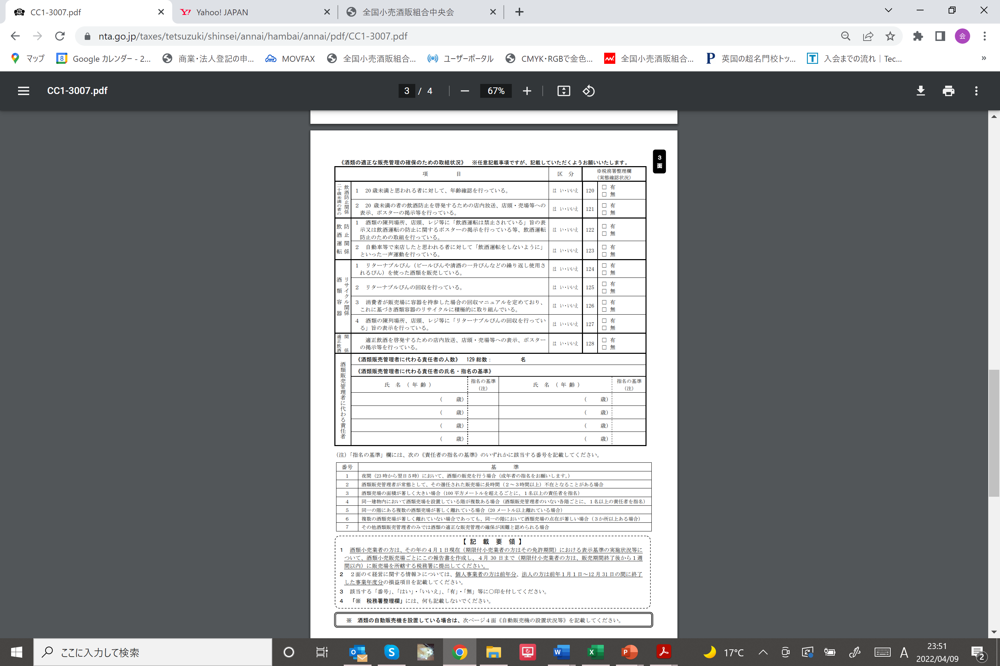 CC1-3007.pdf
Yahoo! JAPAN
全国小売酒販組合中央会
nta.go.jp/taxes/tetsuzuki/shinsei/annai/hambai/annai/pdf/CC1-3007.pdf
会
マップ
8 Google カレンダー - 2...
商業・法人登記の申...
MOVFAX
全国小売酒販組合...
ユーザーポータル
CMYK・RGBで金色...
全国小売酒販組合...
英国の超名門校トッ...
入会までの流れ｜Tec...
»
CC1-3007.pdf
3 / 4
67%
3面
《酒類の適正な販売管理の確保のための取組状況》 ※任意記載事項ですが、記載していただくようお願いいたします。
項 目 区 分 ※税務署整理欄
（実態確認状況）
二十歳未満の者の飲酒防止関係
1 20 歳未満と思われる者に対して、年齢確認を行っている。 は い・いいえ 120 □ 有
□ 無
2 20 歳未満の者の飲酒防止を啓発するための店内放送、店頭・売場等への
表示、ポスターの掲示等を行っている。 は い・いいえ 121 □ 有
□ 無
飲酒運転防止関係
1 酒類の陳列場所、店頭、レジ等に「飲酒運転は禁止されている」旨の表
示又は飲酒運転の防止に関するポスターの掲示を行っている等、飲酒運転
防止のための取組を行っている。 は い・いいえ 122 □ 有
□ 無
2 自動車等で来店したと思われる者に対して「飲酒運転をしないように」
といった一声運動を行っている。 は い・いいえ 123 □ 有
□ 無
酒類容器リサイクル関係
1 リターナブルびん（ビールびんや清酒の一升びんなどの繰り返し使用さ
れるびん）を使った酒類を販売している。 は い・いいえ 124 □ 有
□ 無
2 リターナブルびんの回収を行っている。 は い・いいえ 125 □ 有
□ 無
3 消費者が販売場に容器を持参した場合の回収マニュアルを定めており、
これに基づき酒類容器のリサイクルに積極的に取り組んでいる。 は い・いいえ 126 □ 有
□ 無
4 酒類の陳列場所、店頭、レジ等に「リターナブルびんの回収を行ってい
る」旨の表示を行っている。 は い・いいえ 127 □ 有
□ 無
適正飲酒関係
適正飲酒を啓発するための店内放送、店頭・売場等への表示、ポスター
の掲示等を行っている。 は い・いいえ 128 □ 有
□ 無
酒類販売管理者に代わる責任者
《酒類販売管理者に代わる責任者の人数》 129 総数： 名
《酒類販売管理者に代わる責任者の氏名・指名の基準》
氏 名 （ 年 齢 ） 指名の基準（注） 氏 名 （ 年 齢 ） 指名の基準（注）
（ 歳） （ 歳）
（ 歳） （ 歳）
（ 歳） （ 歳）
（ 歳） （ 歳）
（注）「指名の基準」欄には、次の《責任者の指名の基準》のいずれかに該当する番号を記載してください。
番号 基 準
1 夜間（23 時から翌日５時）において、酒類の販売を行う場合（成年者の指名をお願いします。）
2 酒類販売管理者が常態として、その選任された販売場に長時間（２～３時間以上）不在となることがある場合
3 酒類売場の面積が著しく大きい場合（100 平方メートルを超えるごとに、１名以上の責任者を指名）
4 同一建物内において酒類売場を設置している階が複数ある場合（酒類販売管理者のいない各階ごとに、１名以上の責任者を指名）
5 同一の階にある複数の酒類売場が著しく離れている場合（20 メートル以上離れている場合）
6 複数の酒類売場が著しく離れていない場合であっても、同一の階において酒類売場の点在が著しい場合（３か所以上ある場合）
7 その他酒類販売管理者のみでは酒類の適正な販売管理の確保が困難と認められる場合
【 記 載 要 領 】
1 酒類小売業者の方は、その年の４月１日現在（期限付小売業者の方はその免許期間）における表示基準の実施状況等に
ついて、酒類小売販売場ごとにこの報告書を作成し、４月 30 日まで（期限付小売業者の方は、販売期間終了後から１週
間以内）に販売場を所轄する税務署に提出してください。
2 ２面の≪経営に関する情報≫については、個人事業者の方は前年分、法人の方は前年１月１日～12 月 31 日の間に終了
した事業年度分の損益項目を記載してください。
3 該当する「番号」、「はい」・「いいえ」、「有」・「無」等に○印を付してください。
4 「※ 税務署整理欄」には、何も記載しないでください。
※ 酒類の自動販売機を設置している場合は、次ページ４面《自動販売機の設置状況等》を記載してください。
ここに入力して検索
17°C
A
23:51
2022/04/09
2